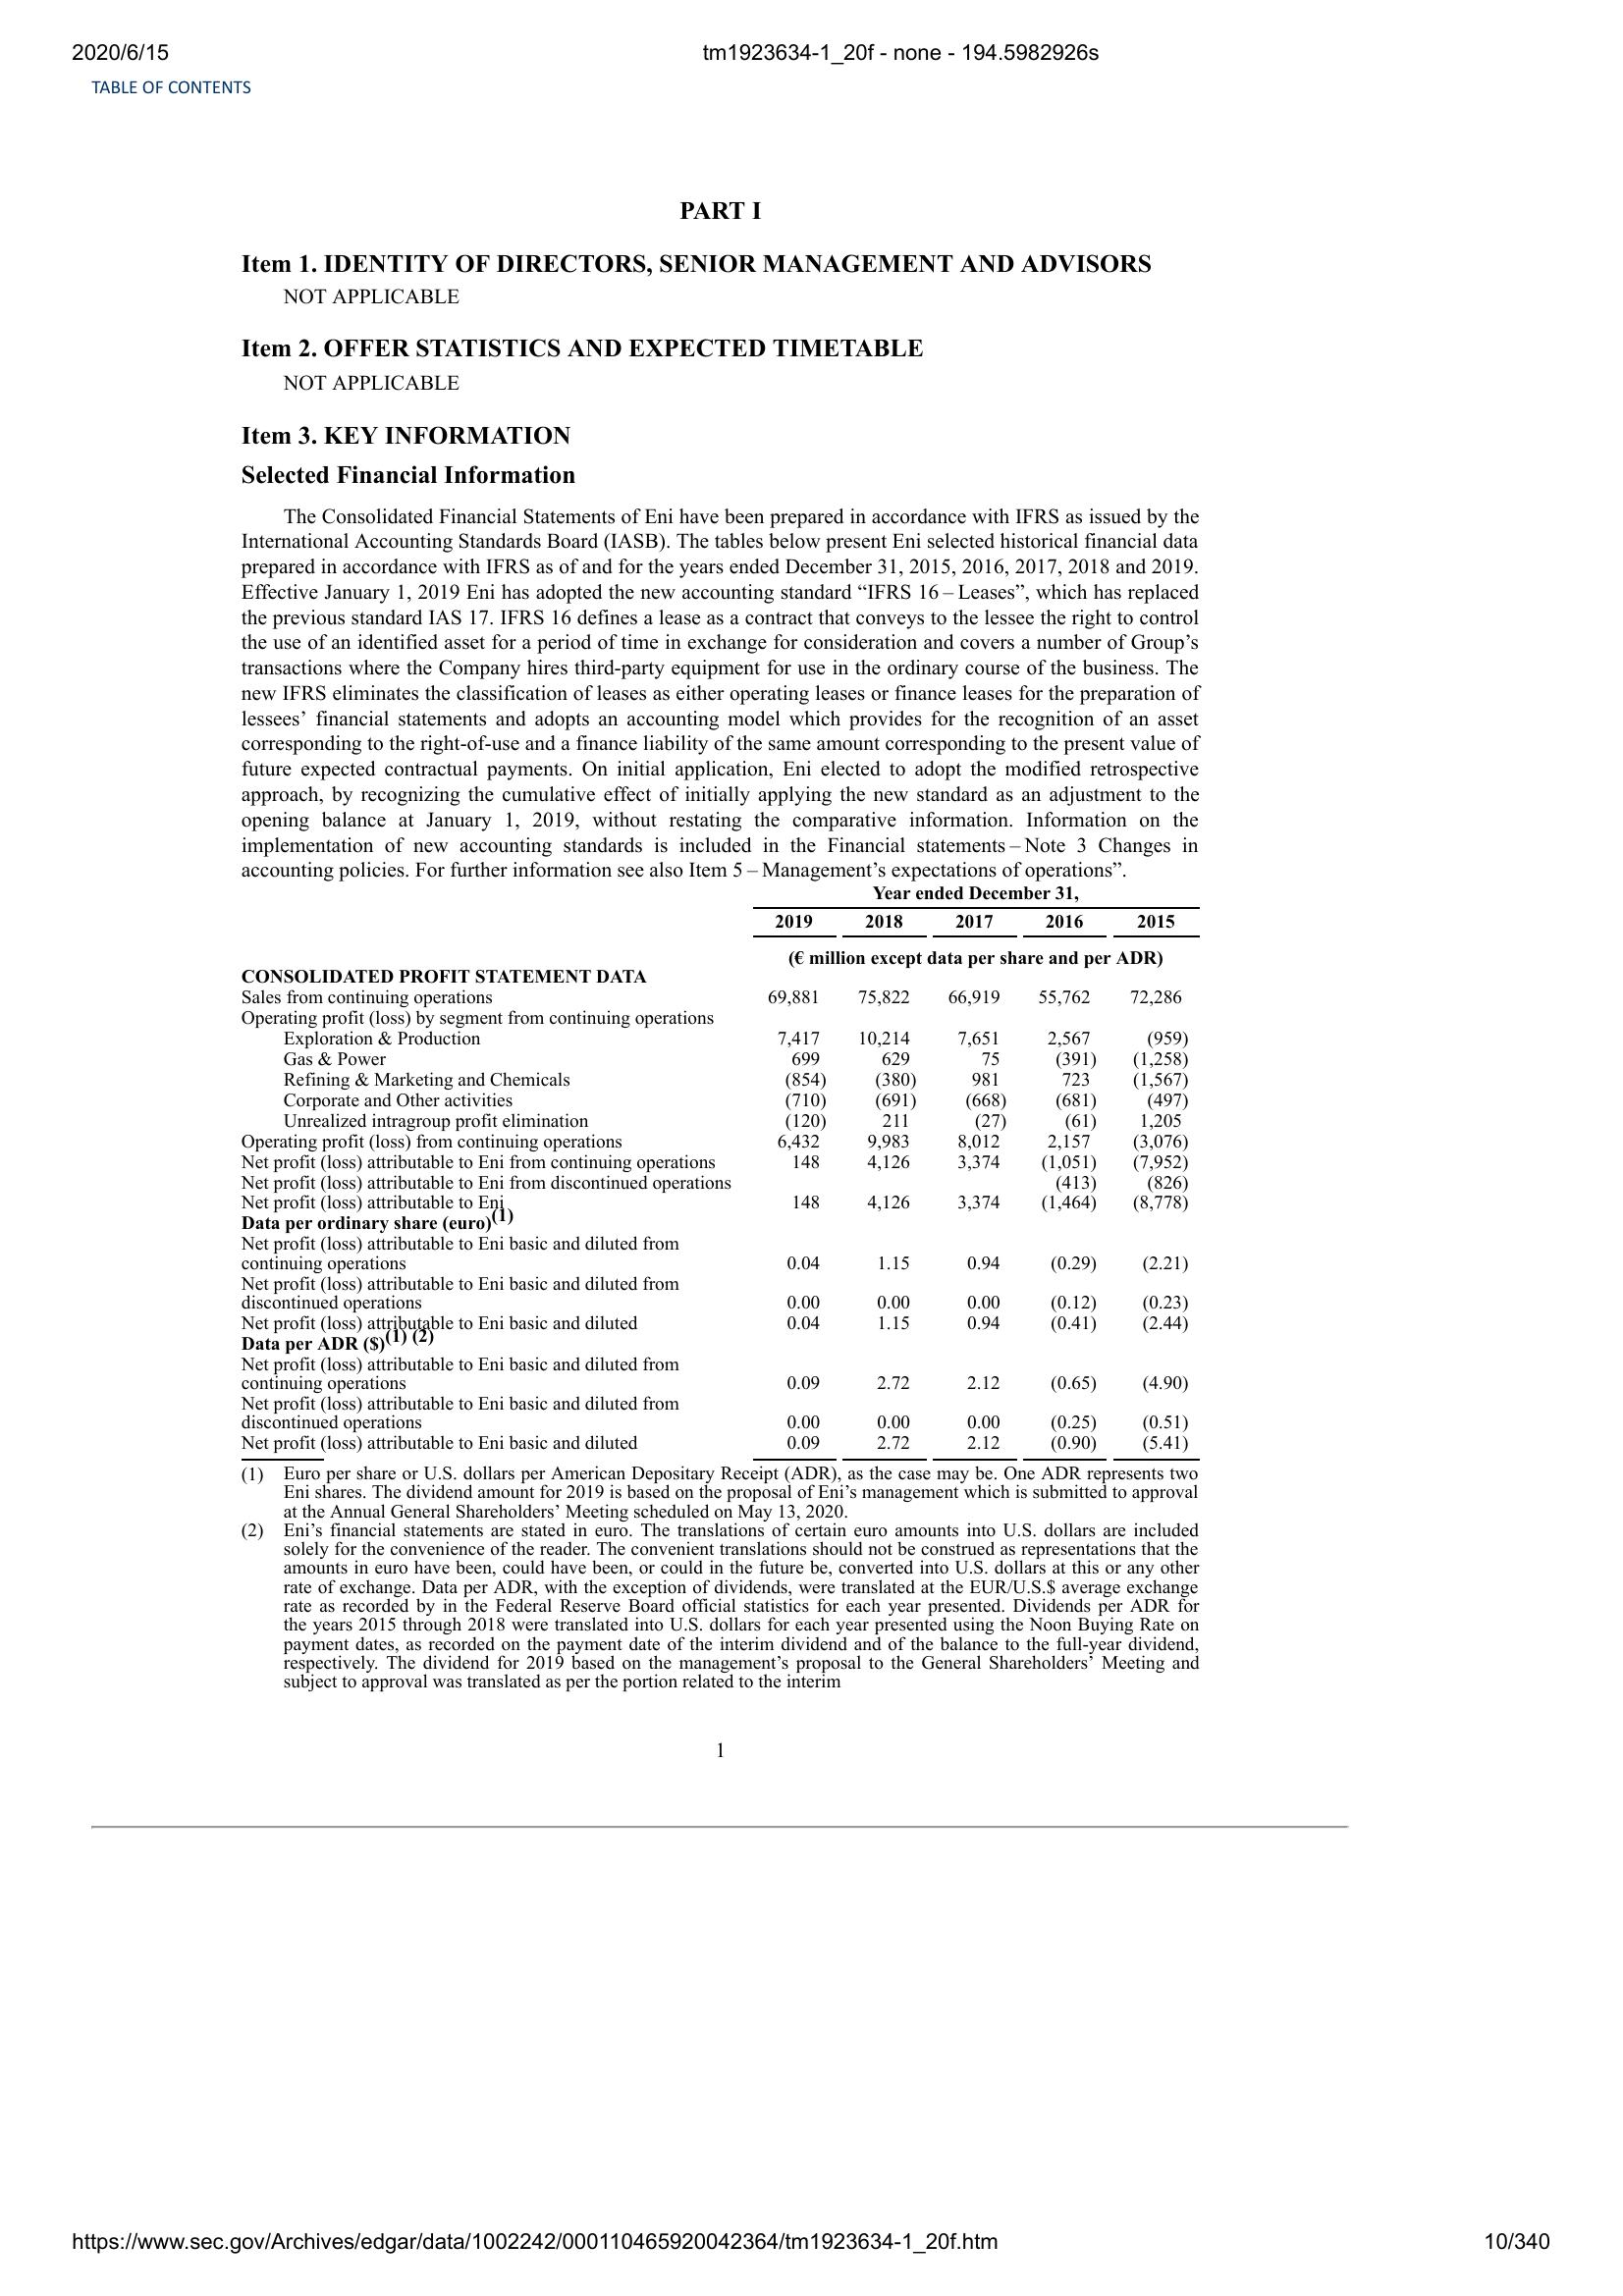 2020/6/15 tm1923634-1_20f - none - 194.5982926s
TABLE OF CONTENTS
PART I
Item 1. IDENTITY OF DIRECTORS, SENIOR MANAGEMENT AND ADVISORS
NOT APPLICABLE
Item 2. OFFER STATISTICS AND EXPECTED TIMETABLE
NOT APPLICABLE
Item 3. KEY INFORMATION
Selected Financial Information
The Consolidated Financial Statements of Eni have been prepared in accordance with IFRS as issued by the
International Accounting Standards Board (IASB). The tables below present Eni selected historical financial data
prepared in accordance with IFRS as of and for the years ended December 31, 2015, 2016, 2017, 2018 and 2019.
Effective January 1, 2019 Eni has adopted the new accounting standard “IFRS 16 – Leases”, which has replaced
the previous standard IAS 17. IFRS 16 defines a lease as a contract that conveys to the lessee the right to control
the use of an identified asset for a period of time in exchange for consideration and covers a number of Group’s
transactions where the Company hires third-party equipment for use in the ordinary course of the business. The
new IFRS eliminates the classification of leases as either operating leases or finance leases for the preparation of
lessees’ financial statements and adopts an accounting model which provides for the recognition of an asset
corresponding to the right-of-use and a finance liability of the same amount corresponding to the present value of
future expected contractual payments. On initial application, Eni elected to adopt the modified retrospective
approach, by recognizing the cumulative effect of initially applying the new standard as an adjustment to the
opening balance at January 1, 2019, without restating the comparative information. Information on the
implementation of new accounting standards is included in the Financial statements – Note 3 Changes in
accounting policies. For further information see also Item 5 – Management’s expectations of operations”.
Year ended December 31,
2019 2018 2017 2016 2015
(€ million except data per share and per ADR)
CONSOLIDATED PROFIT STATEMENT DATA
Sales from continuing operations 69,881 75,822 66,919 55,762 72,286
Operating profit (loss) by segment from continuing operations
Exploration & Production 7,417 10,214 7,651 2,567 (959)
Gas & Power 699 629 75 (391) (1,258)
Refining & Marketing and Chemicals (854) (380) 981 723 (1,567)
Corporate and Other activities (710) (691) (668) (681) (497)
Unrealized intragroup profit elimination (120) 211 (27) (61) 1,205
Operating profit (loss) from continuing operations 6,432 9,983 8,012 2,157 (3,076)
Net profit (loss) attributable to Eni from continuing operations 148 4,126 3,374 (1,051) (7,952)
Net profit (loss) attributable to Eni from discontinued operations (413) (826)
Net profit (loss) attributable to Eni 148 4,126 3,374 (1,464) (8,778)
Data per ordinary share (euro)(1)
Net profit (loss) attributable to Eni basic and diluted from
continuing operations 0.04 1.15 0.94 (0.29) (2.21)
Net profit (loss) attributable to Eni basic and diluted from
discontinued operations 0.00 0.00 0.00 (0.12) (0.23)
Net profit (loss) attributable to Eni basic and diluted 0.04 1.15 0.94 (0.41) (2.44)
Data per ADR ($)(1) (2)
Net profit (loss) attributable to Eni basic and diluted from
continuing operations 0.09 2.72 2.12 (0.65) (4.90)
Net profit (loss) attributable to Eni basic and diluted from
discontinued operations 0.00 0.00 0.00 (0.25) (0.51)
Net profit (loss) attributable to Eni basic and diluted 0.09 2.72 2.12 (0.90) (5.41)
(1) Euro per share or U.S. dollars per American Depositary Receipt (ADR), as the case may be. One ADR represents two
Eni shares. The dividend amount for 2019 is based on the proposal of Eni’s management which is submitted to approval
at the Annual General Shareholders’ Meeting scheduled on May 13, 2020.
(2) Eni’s financial statements are stated in euro. The translations of certain euro amounts into U.S. dollars are included
solely for the convenience of the reader. The convenient translations should not be construed as representations that the
amounts in euro have been, could have been, or could in the future be, converted into U.S. dollars at this or any other
rate of exchange. Data per ADR, with the exception of dividends, were translated at the EUR/U.S.$ average exchange
rate as recorded by in the Federal Reserve Board official statistics for each year presented. Dividends per ADR for
the years 2015 through 2018 were translated into U.S. dollars for each year presented using the Noon Buying Rate on
payment dates, as recorded on the payment date of the interim dividend and of the balance to the full-year dividend,
respectively. The dividend for 2019 based on the management’s proposal to the General Shareholders’ Meeting and
subject to approval was translated as per the portion related to the interim
1
https://www.sec.gov/Archives/edgar/data/1002242/000110465920042364/tm1923634-1_20f.htm 10/340